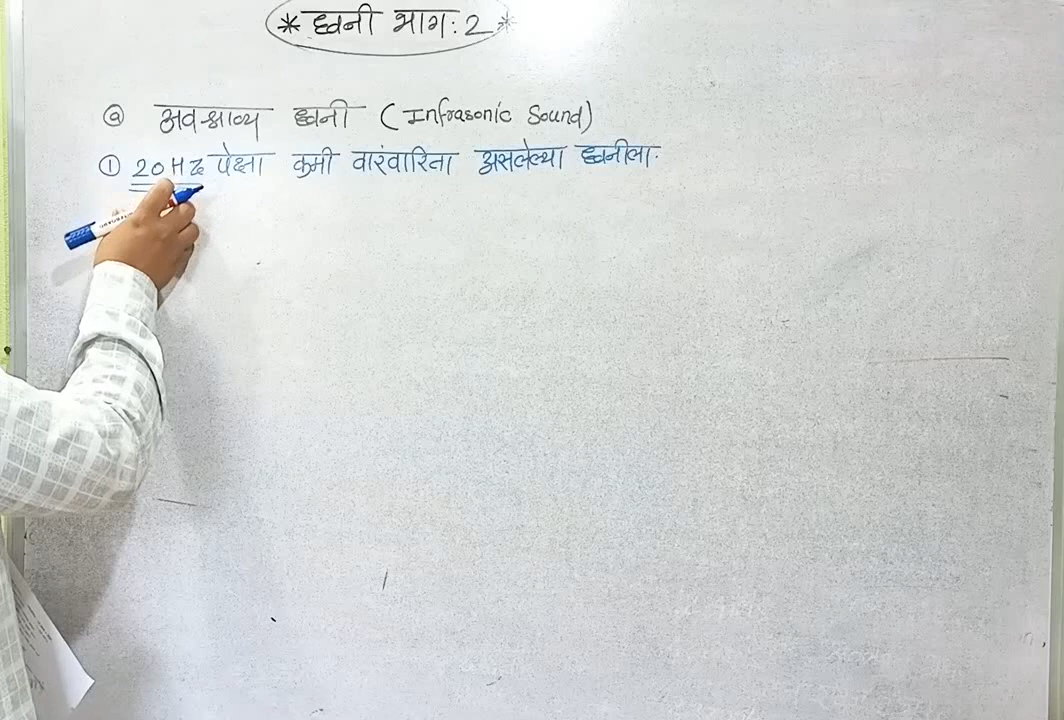 * ध्वनी भाग : 2 *
ⓐ अवश्राव्य ध्वनी (Infrasonic Sound)
① 20 Hz पेक्षा कमी वारंवारिता असलेल्या ध्वनीला.